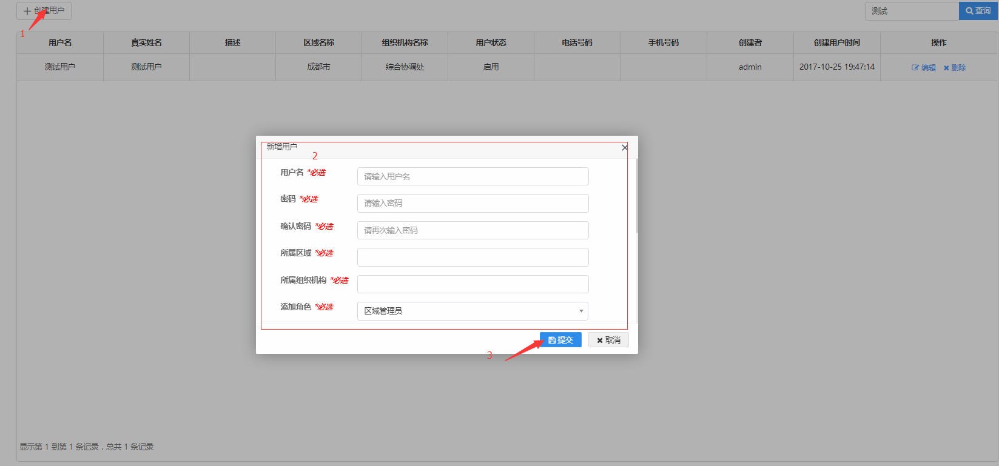 创建用户
测试
查询
1
用户名 真实姓名 描述 区域名称 组织机构名称 用户状态 电话号码 手机号码 创建者 创建用户时间 操作
测试用户 测试用户 成都市 综合协调处 启用 admin 2017-10-25 19:47:14 编辑 删除
新增用户
2
用户名 *必选 请输入用户名
密码 *必选 请输入密码
确认密码 *必选 请再次输入密码
所属区域 *必选
所属组织机构 *必选
添加角色 *必选 区域管理员
提交 取消
3
显示第 1 到第 1 条记录，总共 1 条记录